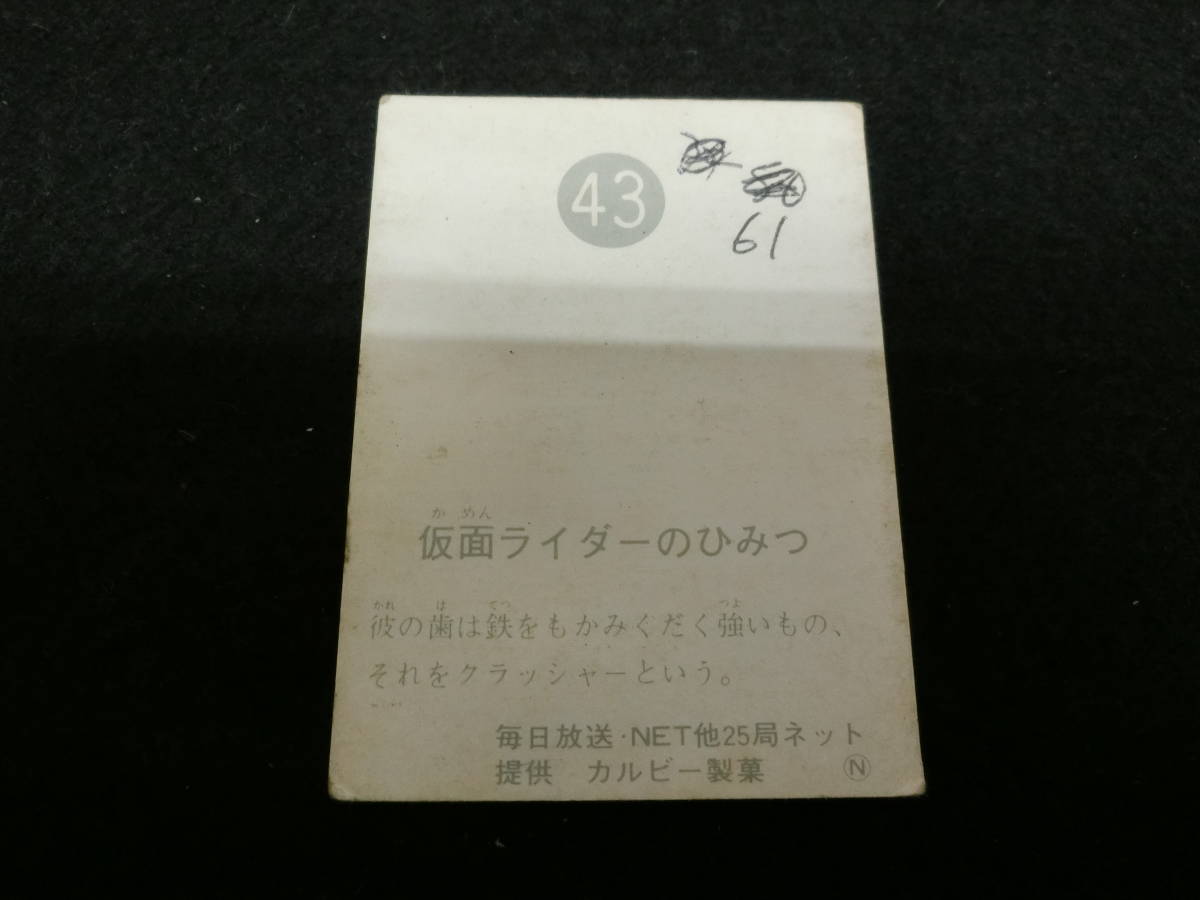 43
61
仮面ライダーのひみつ
彼の歯は鉄をもかみくだく強いもの、
それをクラッシャーという。
毎日放送・NET他25局ネット
提供 カルビー製菓 Ⓝ